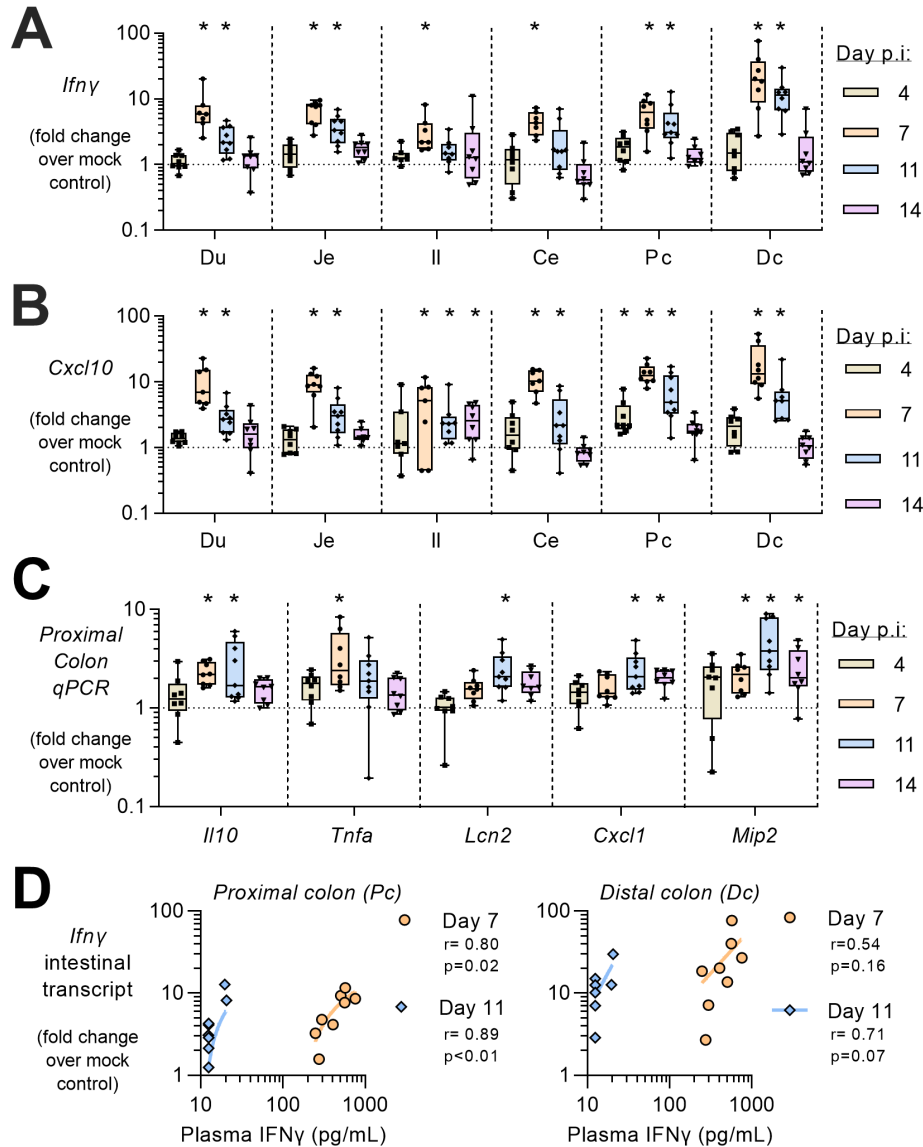 A
Ifnγ
(fold change
over mock
control)
100
10
1
0.1
* * * * * * * * * *
Du Je Il Ce Pc Dc
Day p.i:
4
7
11
14
B
Cxcl10
(fold change
over mock
control)
100
10
1
0.1
* * * * * * * * * * * * * * *
* *
Du Je Il Ce Pc Dc
Day p.i:
4
7
11
14
C
Proximal
Colon
qPCR
(fold change
over mock
control)
10
1
0.1
* * * * * * * * *
Il10 Tnfa Lcn2 Cxcl1 Mip2
Day p.i:
4
7
11
14
D
Ifnγ
intestinal
transcript
(fold change
over mock
control)
Proximal colon (Pc)
100
10
1
10 100 1000
Plasma IFNγ (pg/mL)
Day 7
r= 0.80
p=0.02
Day 11
r= 0.89
p<0.01
Distal colon (Dc)
100
10
1
10 100 1000
Plasma IFNγ (pg/mL)
Day 7
r=0.54
p=0.16
Day 11
r= 0.71
p=0.07